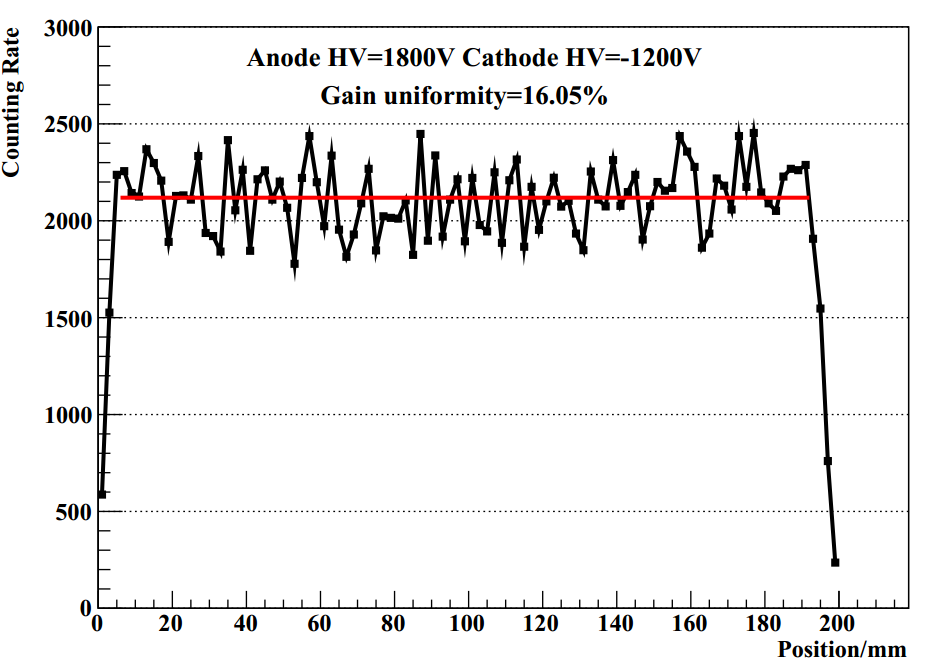 Counting Rate
Anode HV=1800V Cathode HV=-1200V
Gain uniformity=16.05%
3000
2500
2000
1500
1000
500
0
0 20 40 60 80 100 120 140 160 180 200
Position/mm